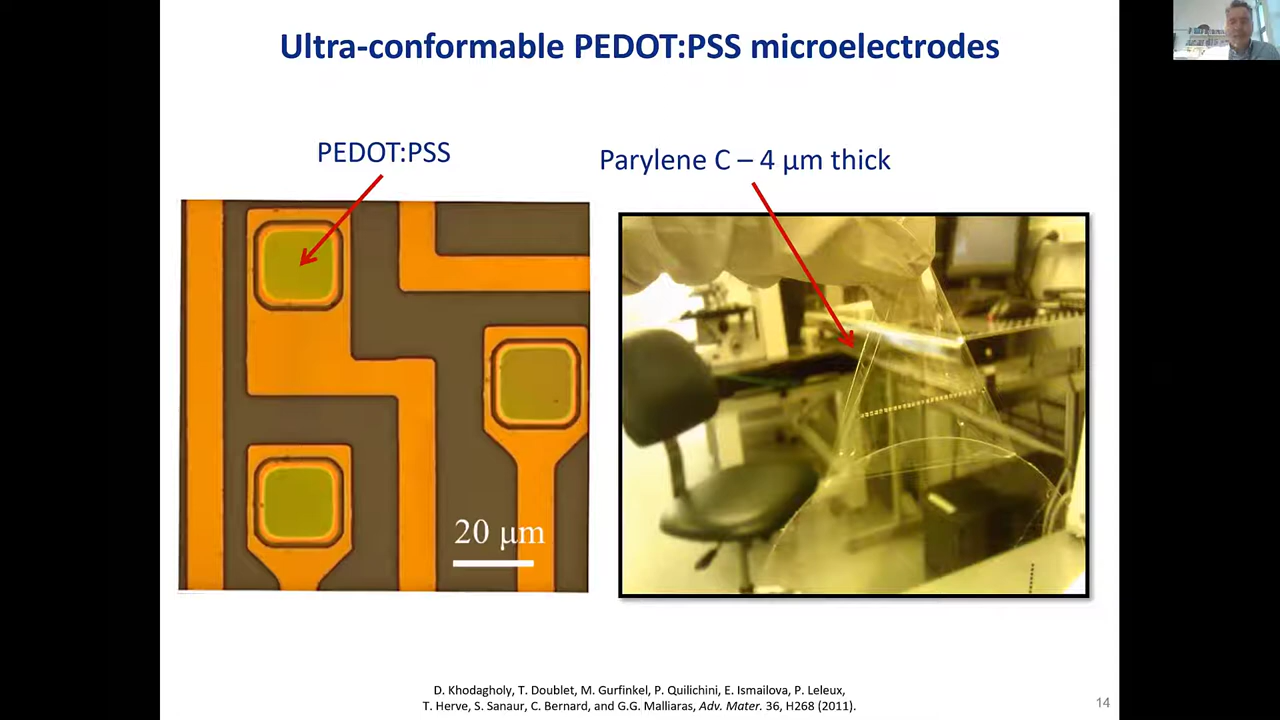 Ultra-conformable PEDOT:PSS microelectrodes
PEDOT:PSS
Parylene C – 4 μm thick
20 μm
D. Khodagholy, T. Doublet, M. Gurfinkel, P. Quilichini, E. Ismailova, P. Leleux,
T. Herve, S. Sanaur, C. Bernard, and G.G. Malliaras, Adv. Mater. 36, H268 (2011).
14